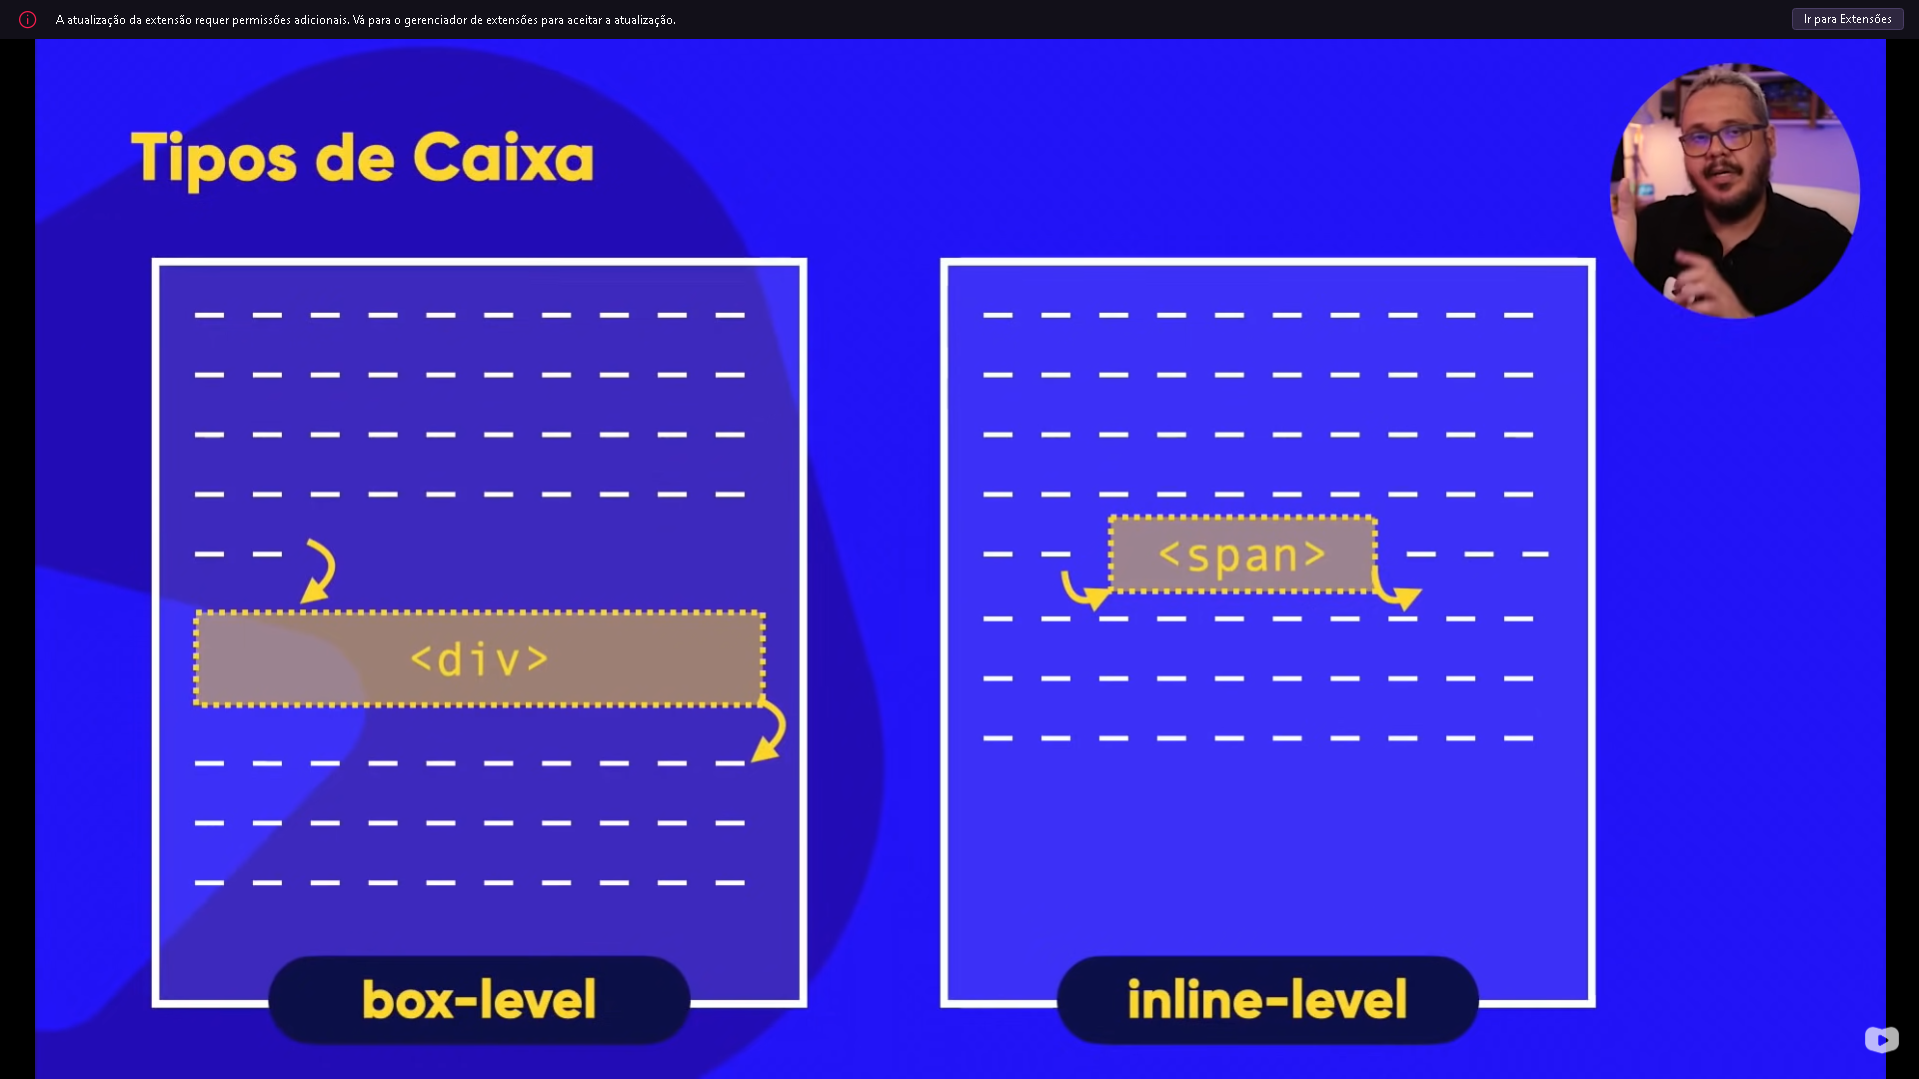 A atualização da extensão requer permissões adicionais. Vá para o gerenciador de extensões para aceitar a atualização.
Ir para Extensões
Tipos de Caixa
<div>
<span>
box-level
inline-level